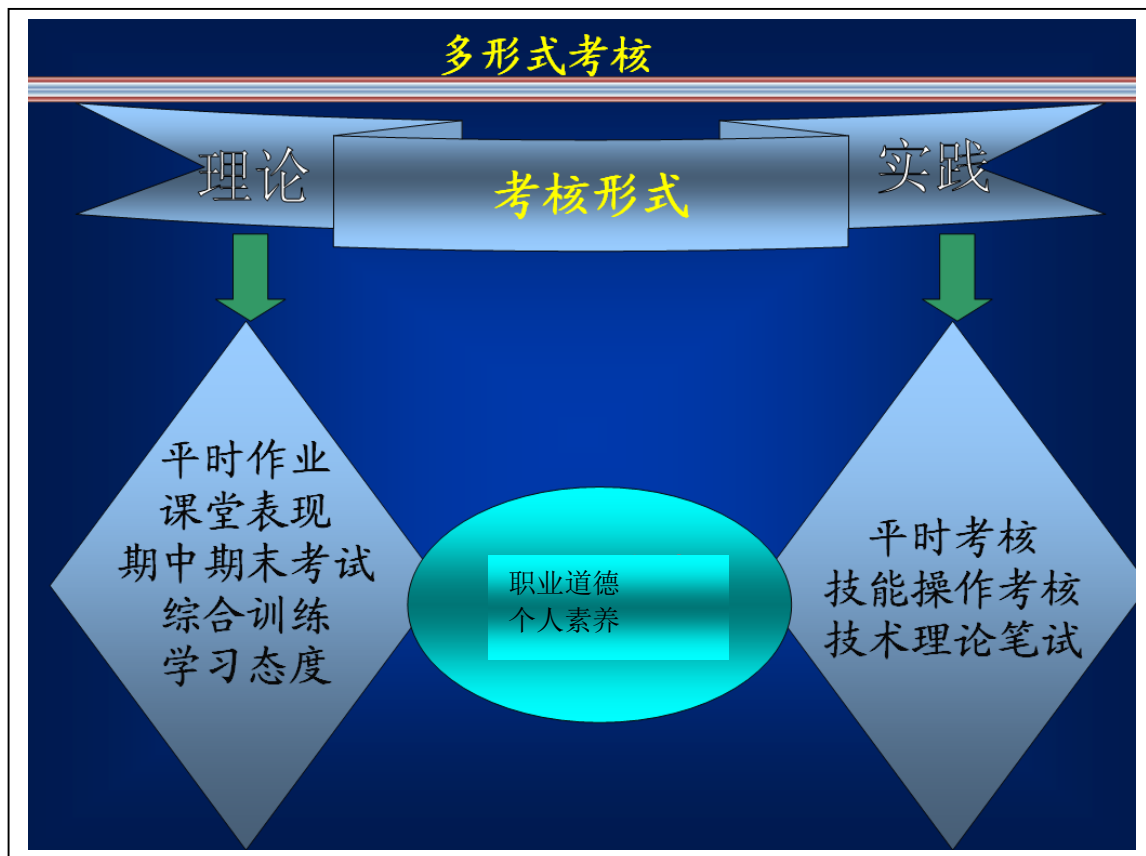 多形式考核
理论
考核形式
实践
平时作业
课堂表现
期中期末考试
综合训练
学习态度
职业道德
个人素养
平时考核
技能操作考核
技术理论笔试